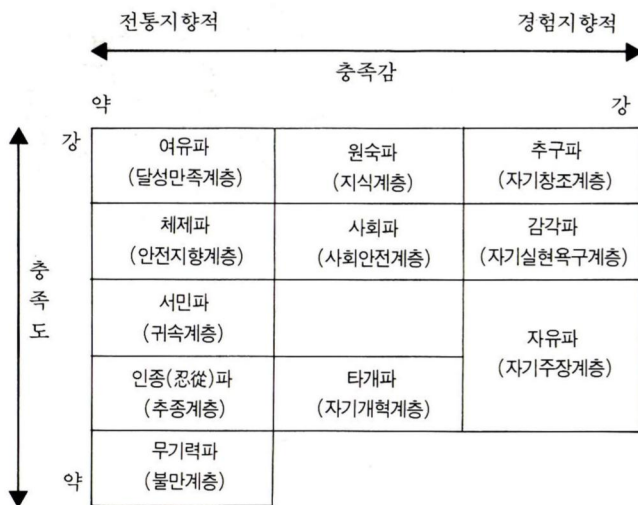 전통지향적 경험지향적
충족감
약 강
강
충족도
약
여유파 원숙파 추구파
(달성만족계층) (지식계층) (자기창조계층)
체제파 사회파 감각파
(안전지향계층) (사회안전계층) (자기실현욕구계층)
서민파
(귀속계층)
자유파
(자기주장계층)
인종(忍從)파 타개파
(추종계층) (자기개혁계층)
무기력파
(불만계층)